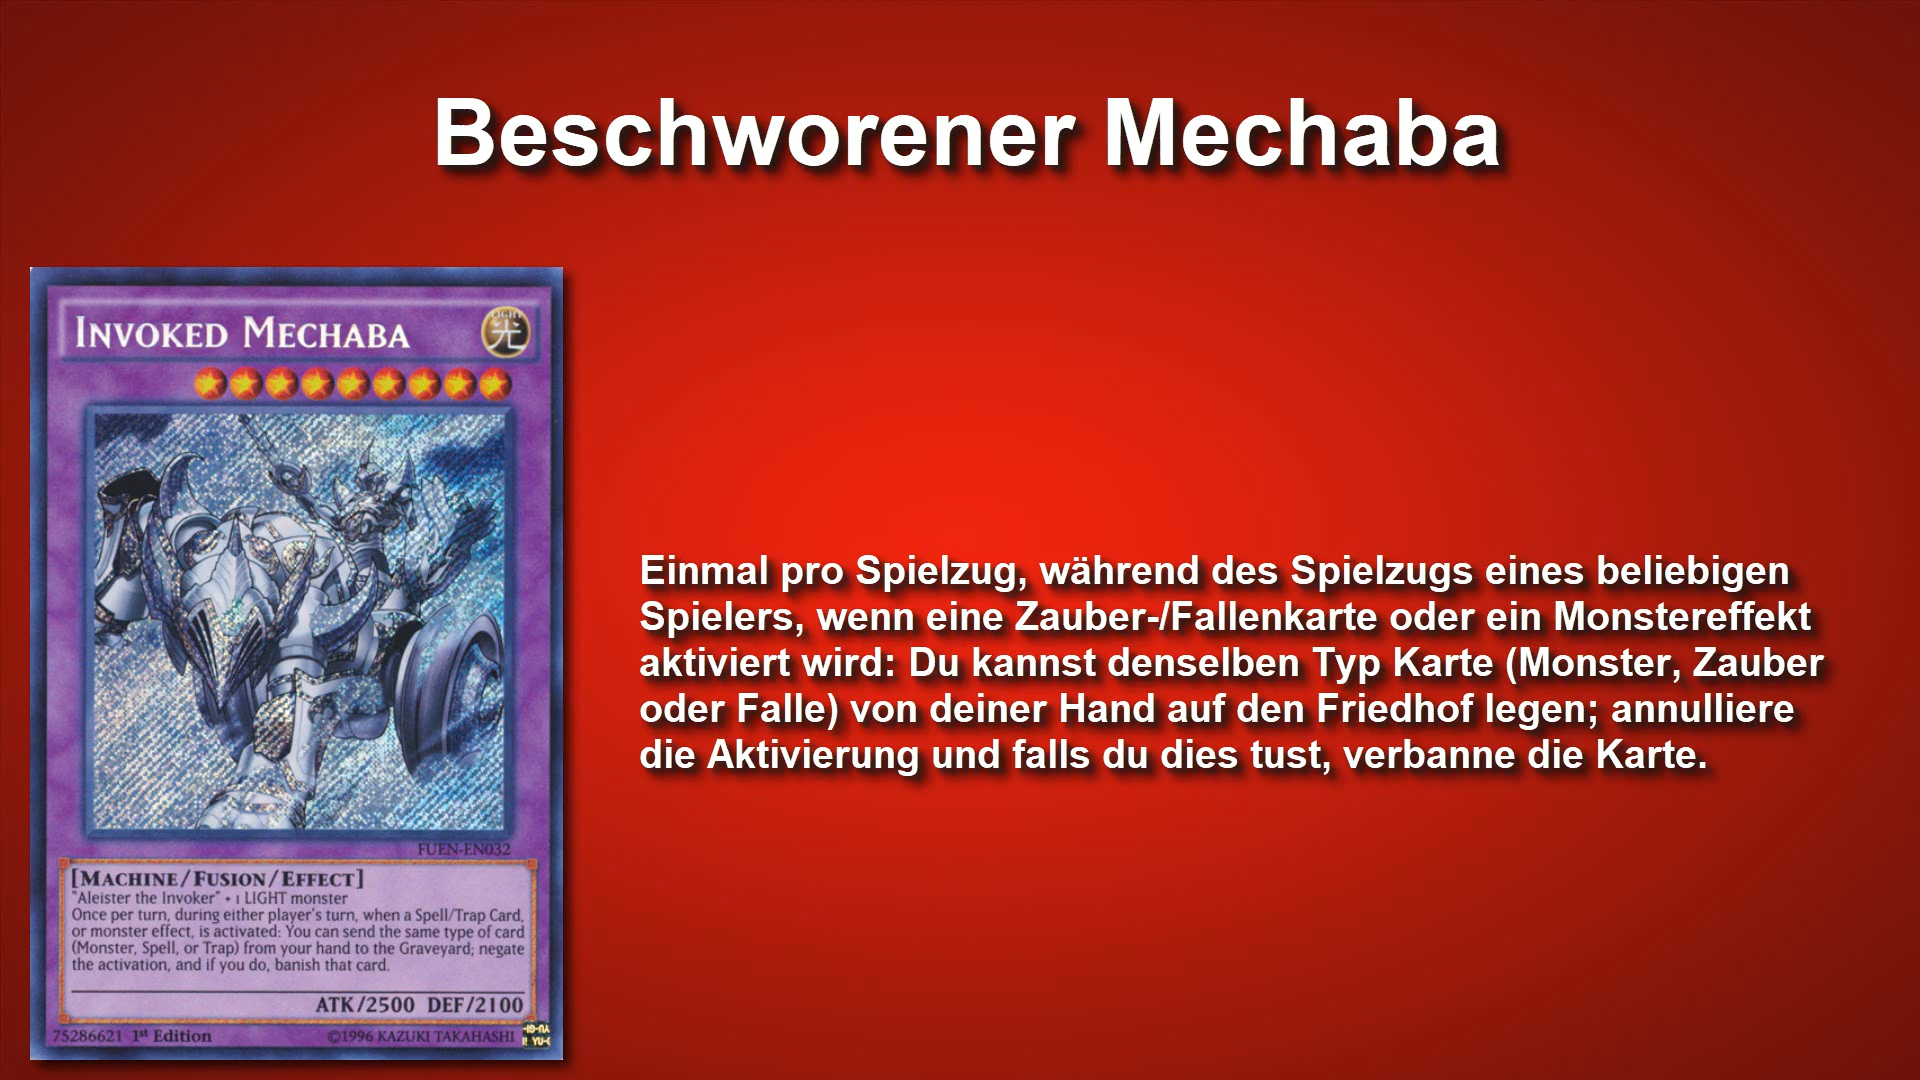 Beschworener Mechaba
INVOKED MECHABA
LIGHT
光
FUEN-EN032
[MACHINE/FUSION/EFFECT]
"Aleister the Invoker" + 1 LIGHT monster
Once per turn, during either player's turn, when a Spell/Trap Card,
or monster effect, is activated: You can send the same type of card
(Monster, Spell, or Trap) from your hand to the Graveyard; negate
the activation, and if you do, banish that card.
ATK/2500 DEF/2100
75286621 1st Edition ©1996 KAZUKI TAKAHASHI
Einmal pro Spielzug, während des Spielzugs eines beliebigen
Spielers, wenn eine Zauber-/Fallenkarte oder ein Monstereffekt
aktiviert wird: Du kannst denselben Typ Karte (Monster, Zauber
oder Falle) von deiner Hand auf den Friedhof legen; annulliere
die Aktivierung und falls du dies tust, verbanne die Karte.